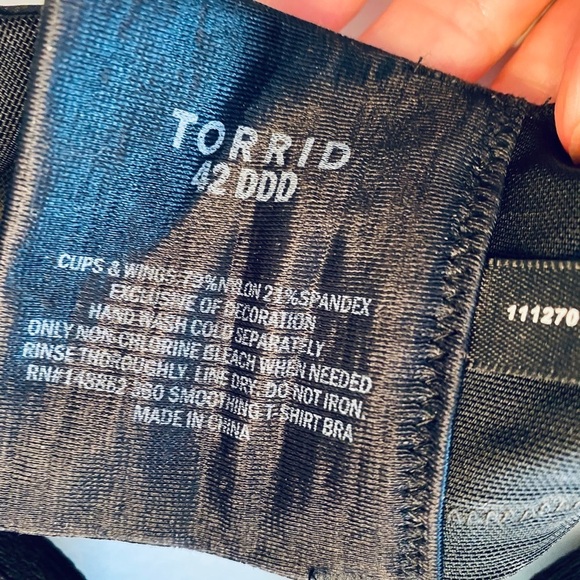 TORRID
42 DDD
CUPS & WINGS: 79%NYLON 21%SPANDEX
EXCLUSIVE OF DECORATION
HAND WASH COLD SEPARATELY
ONLY NON-CHLORINE BLEACH WHEN NEEDED
RINSE THOROUGHLY. LINE DRY. DO NOT IRON.
RN#148862 360 SMOOTHING T-SHIRT BRA
MADE IN CHINA
111270